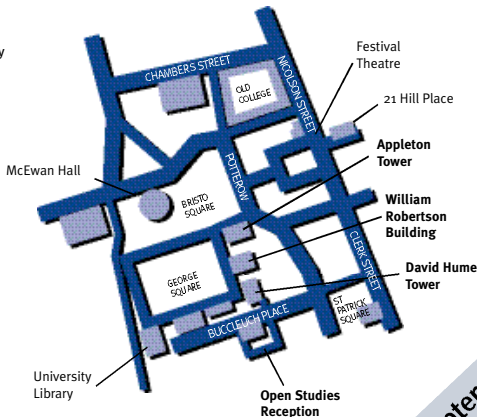 y
CHAMBERS STREET
NICOLSON STREET
Festival
Theatre
OLD
COLLEGE
21 Hill Place
Appleton
Tower
POTTEROW
McEwan Hall
BRISTO
SQUARE
William
Robertson
Building
CLERK STREET
GEORGE
SQUARE
David Hume
Tower
ST
PATRICK
SQUARE
BUCCLEUCH PLACE
University
Library
Open Studies
Reception